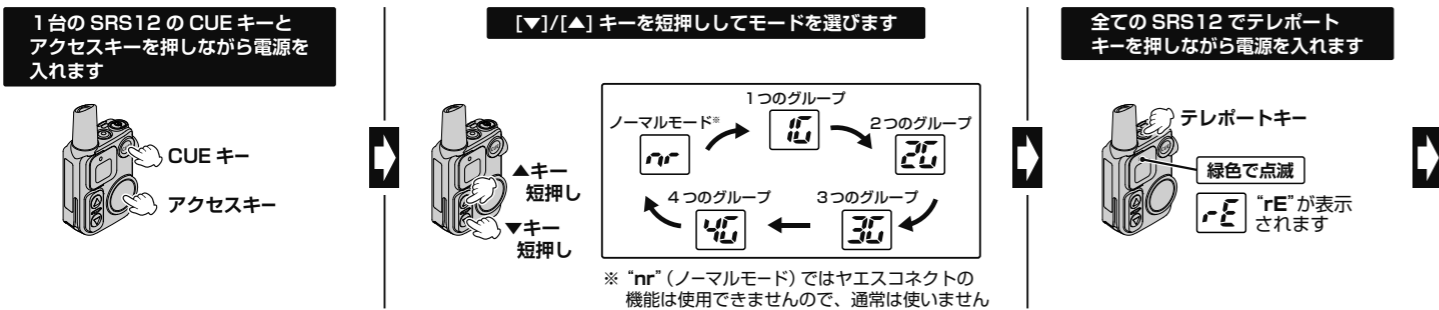 1台の SRS12 の CUE キーと
アクセスキーを押しながら電源を
入れます
CUE キー
アクセスキー
[▼]/[▲] キーを短押ししてモードを選びます
▲キー
短押し
▼キー
短押し
1つのグループ
ノーマルモード※
2つのグループ
1G
nr
2G
4つのグループ
3つのグループ
4G
3G
※ “nr”（ノーマルモード）ではヤエスコネクトの
機能は使用できませんので、通常は使いません
全ての SRS12 でテレポート
キーを押しながら電源を入れます
テレポートキー
緑色で点滅
rE
“rE”が表示
されます